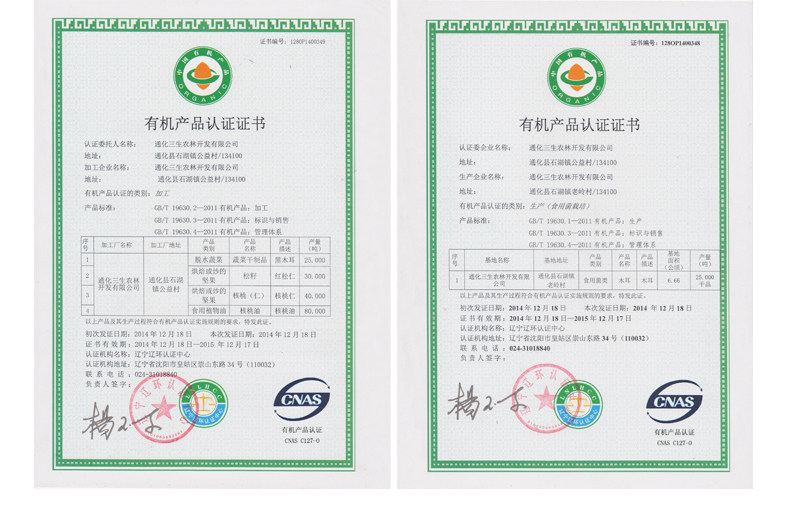 证书编号：128OP1400349
中国有机产品
ORGANIC
有机产品认证证书
认证委托人名称： 通化三生农林开发有限公司
地址： 通化县石湖镇公益村/134100
加工企业名称： 通化三生农林开发有限公司
地址： 通化县石湖镇公益村/134100
有机产品认证的类别：加工
产品标准： GB/T 19630.2—2011 有机产品：加工
GB/T 19630.3—2011 有机产品：标识与销售
GB/T 19630.4—2011 有机产品：管理体系
序号 加工厂名称 加工厂地址 产品类别 产品名称 产品描述 产量（吨）
1 通化三生农林开发有限公司 通化县石湖镇公益村 脱水蔬菜 蔬菜干制品 黑木耳 25.000
2 烘焙或炒的坚果 松籽 红松仁 30.000
3 烘焙或炒的坚果 核桃（仁） 核桃仁 40.000
4 食用植物油 核桃油 核桃油 80.000
以上产品及其生产过程符合有机产品认证实施规则的要求，特发此证。
初次发证日期：2014 年 12 月 18 日 本次发证日期：2014 年 12 月 18 日
证书有效期：2014 年 12 月 18 日—2015 年 12 月 17 日
认证机构名称：辽宁辽环认证中心
认证机构地址：辽宁省沈阳市皇姑区崇山东路 34 号（110032）
联系电话：024-31018840
负责人签字：
CNAS
有机产品认证
CNAS C127-O
证书编号：128OP1400348
中国有机产品
ORGANIC
有机产品认证证书
认证委企业名称： 通化三生农林开发有限公司
地址： 通化县石湖镇公益村/134100
生产企业名称： 通化三生农林开发有限公司
地址： 通化县石湖镇老岭村/134100
有机产品认证的类别：生产（食用菌栽培）
产品标准： GB/T 19630.1—2011 有机产品：生产
GB/T 19630.3—2011 有机产品：标识与销售
GB/T 19630.4—2011 有机产品：管理体系
序号 基地名称 基地地址 产品类别 产品名称 产品描述 基地面积（公顷） 产量（吨）
1 通化三生农林开发有限公司 通化县石湖镇老岭村 食用菌类 木耳 木耳 6.66 25.000 干品
以上产品及其生产过程符合有机产品认证实施规则的要求，特发此证。
初次发证日期：2014 年 12 月 18 日 本次发证日期：2014 年 12 月 18 日
证书有效期：2014 年 12 月 18 日—2015 年 12 月 17 日
认证机构名称：辽宁辽环认证中心
认证机构地址：辽宁省沈阳市皇姑区崇山东路 34 号（110032）
联系电话：024-31018840
负责人签字：
CNAS
有机产品认证
CNAS C127-O